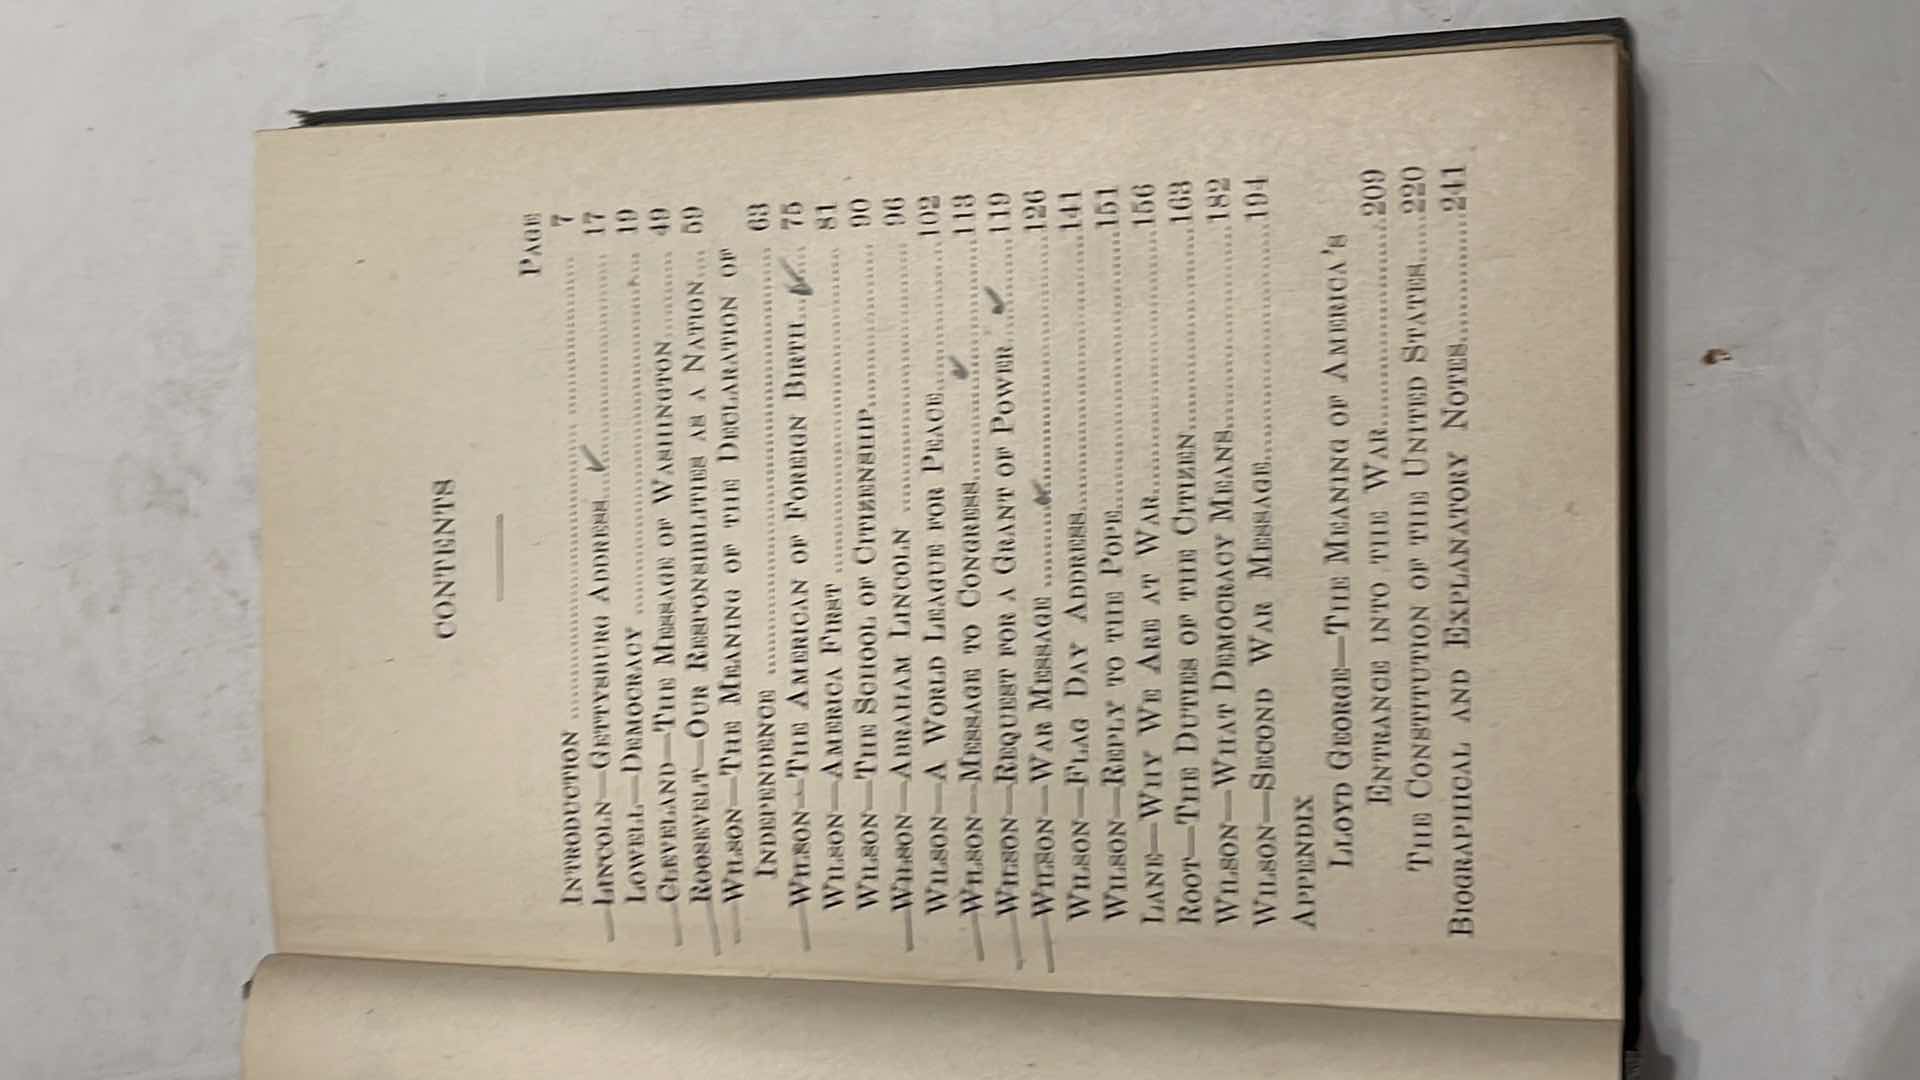 CONTENTS
PAGE
INTRODUCTION ........ 7
LINCOLN—GETTYSBURG ADDRESS........ 17
LOWELL—DEMOCRACY ........ 19
CLEVELAND—THE MESSAGE OF WASHINGTON........ 49
ROOSEVELT—OUR RESPONSIBILITIES AS A NATION.... 59
WILSON—THE MEANING OF THE DECLARATION OF
INDEPENDENCE ........ 63
WILSON—THE AMERICAN OF FOREIGN BIRTH........ 75
WILSON—AMERICA FIRST ........ 81
WILSON—THE SCHOOL OF CITIZENSHIP........ 90
WILSON—ABRAHAM LINCOLN ........ 96
WILSON—A WORLD LEAGUE FOR PEACE........102
WILSON—MESSAGE TO CONGRESS........113
WILSON—REQUEST FOR A GRANT OF POWER........119
WILSON—WAR MESSAGE ........126
WILSON—FLAG DAY ADDRESS........141
WILSON—REPLY TO THE POPE........151
LANE—WHY WE ARE AT WAR........156
ROOT—THE DUTIES OF THE CITIZEN........163
WILSON—WHAT DEMOCRACY MEANS........182
WILSON—SECOND WAR MESSAGE........194
APPENDIX
LLOYD GEORGE—THE MEANING OF AMERICA'S
ENTRANCE INTO THE WAR........209
THE CONSTITUTION OF THE UNITED STATES........220
BIOGRAPHICAL AND EXPLANATORY NOTES........241